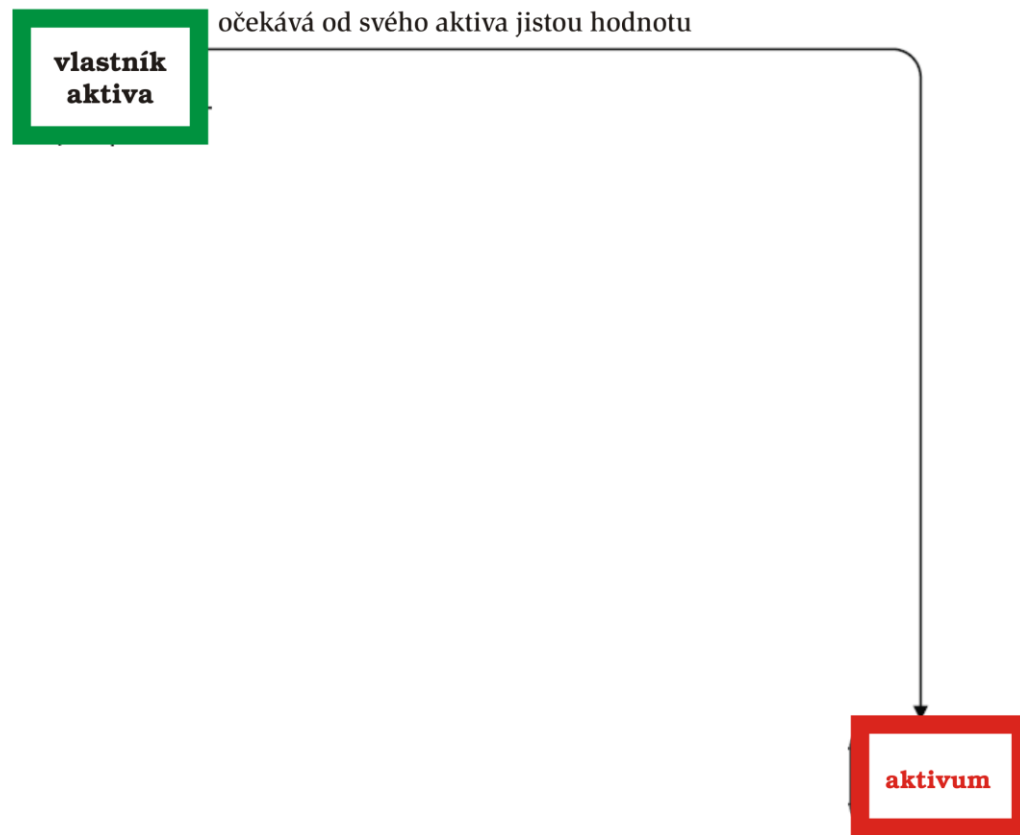 očekává od svého aktiva jistou hodnotu
vlastník
aktiva
aktivum